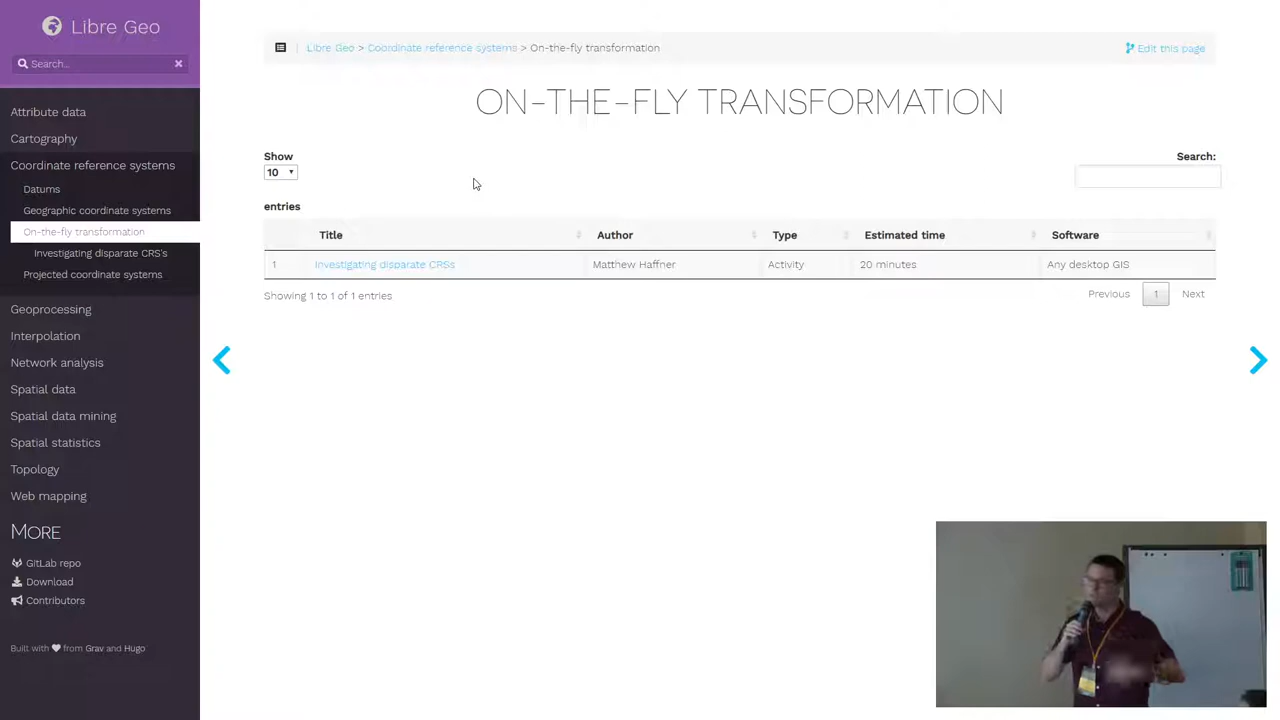 Libre Geo
Search...
Attribute data
Cartography
Coordinate reference systems
Datums
Geographic coordinate systems
On-the-fly transformation
Investigating disparate CRS's
Projected coordinate systems
Geoprocessing
Interpolation
Network analysis
Spatial data
Spatial data mining
Spatial statistics
Topology
Web mapping
More
GitLab repo
Download
Contributors
Built with from Grav and Hugo
Libre Geo > Coordinate reference systems > On-the-fly transformation
Edit this page
ON-THE-FLY TRANSFORMATION
Show
10
entries
Search:
Title Author Type Estimated time Software
1 Investigating disparate CRSs Matthew Haffner Activity 20 minutes Any desktop GIS
Showing 1 to 1 of 1 entries
Previous 1 Next